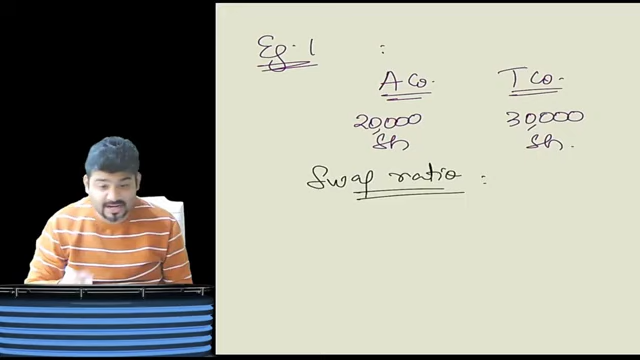 Eg. 1 :
A Co. T Co.
20,000 30,000
Sh Sh.
Swap ratio :